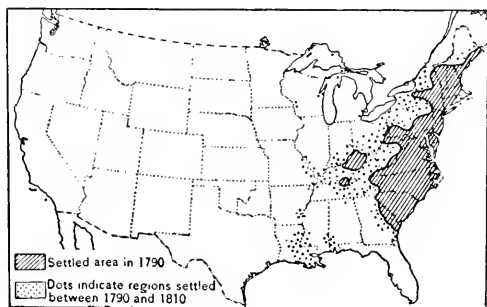 Settled area in 1790
Dots indicate regions settled
between 1790 and 1810